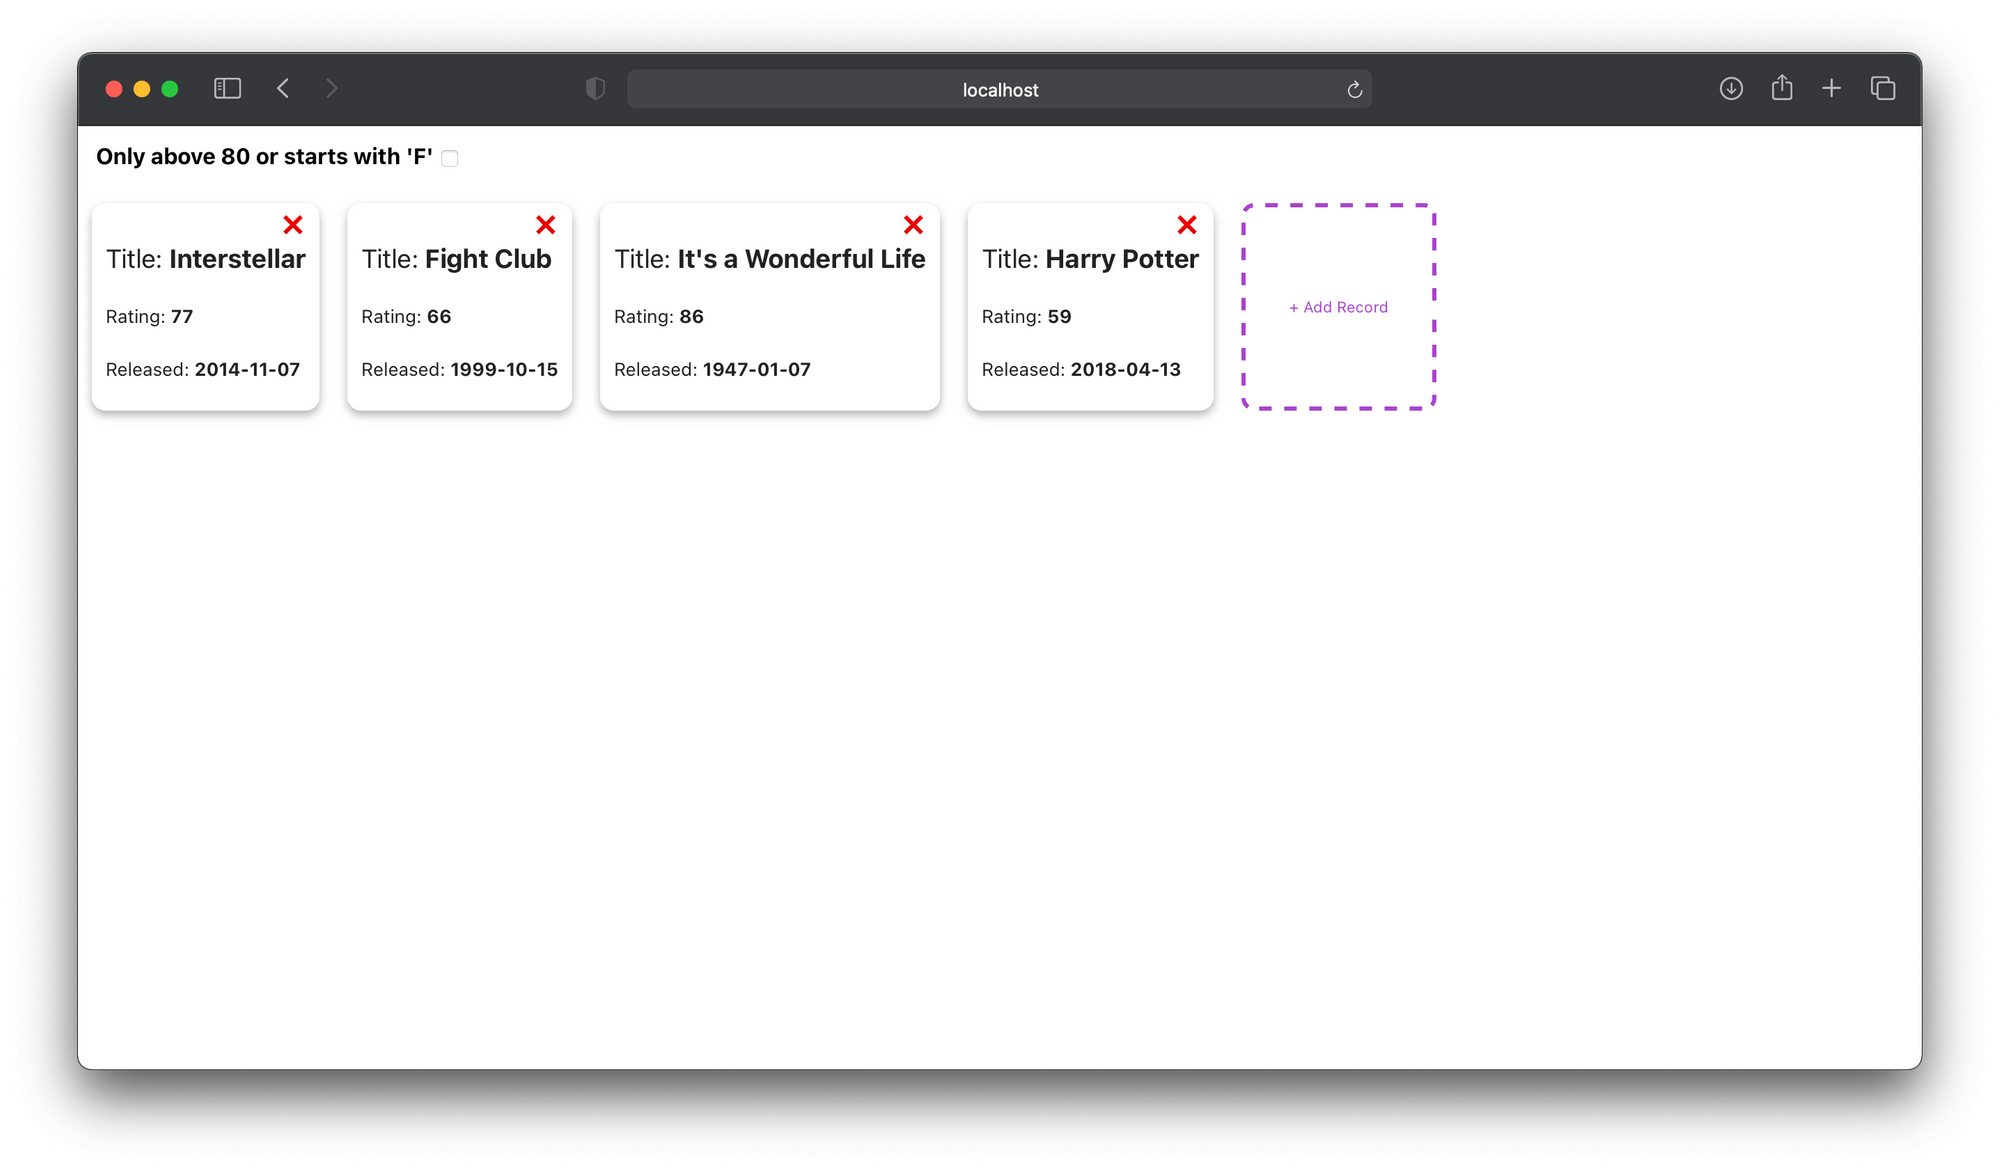 localhost
Only above 80 or starts with 'F'
Title: Interstellar
Rating: 77
Released: 2014-11-07
Title: Fight Club
Rating: 66
Released: 1999-10-15
Title: It's a Wonderful Life
Rating: 86
Released: 1947-01-07
Title: Harry Potter
Rating: 59
Released: 2018-04-13
+ Add Record